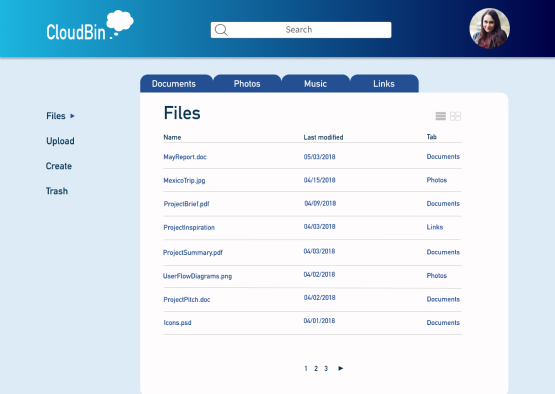 CloudBin
Search
Documents Photos Music Links
Files
Upload
Create
Trash
Files
Name Last modified Tab
MayReport.doc 05/03/2018 Documents
MexicoTrip.jpg 04/15/2018 Photos
ProjectBrief.pdf 04/09/2018 Documents
ProjectInspiration 04/03/2018 Links
ProjectSummary.pdf 04/03/2018 Documents
UserFlowDiagrams.png 04/02/2018 Photos
ProjectPitch.doc 04/02/2018 Documents
Icons.psd 04/01/2018 Documents
1 2 3